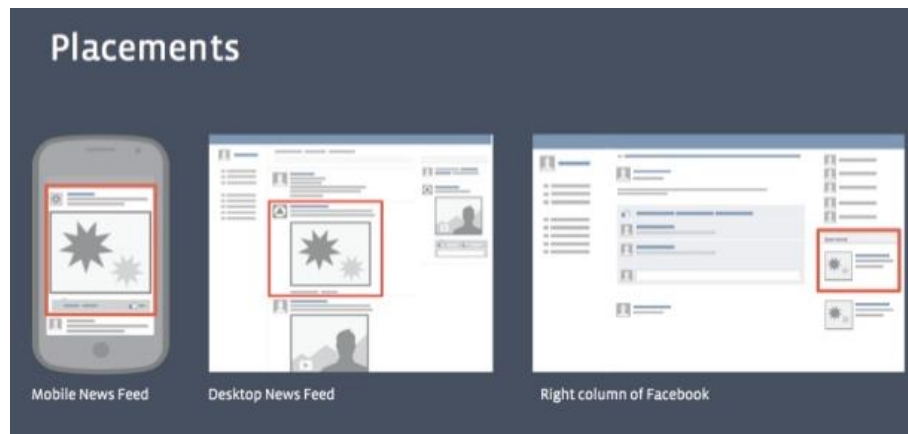 Placements
Mobile News Feed
Desktop News Feed
Right column of Facebook